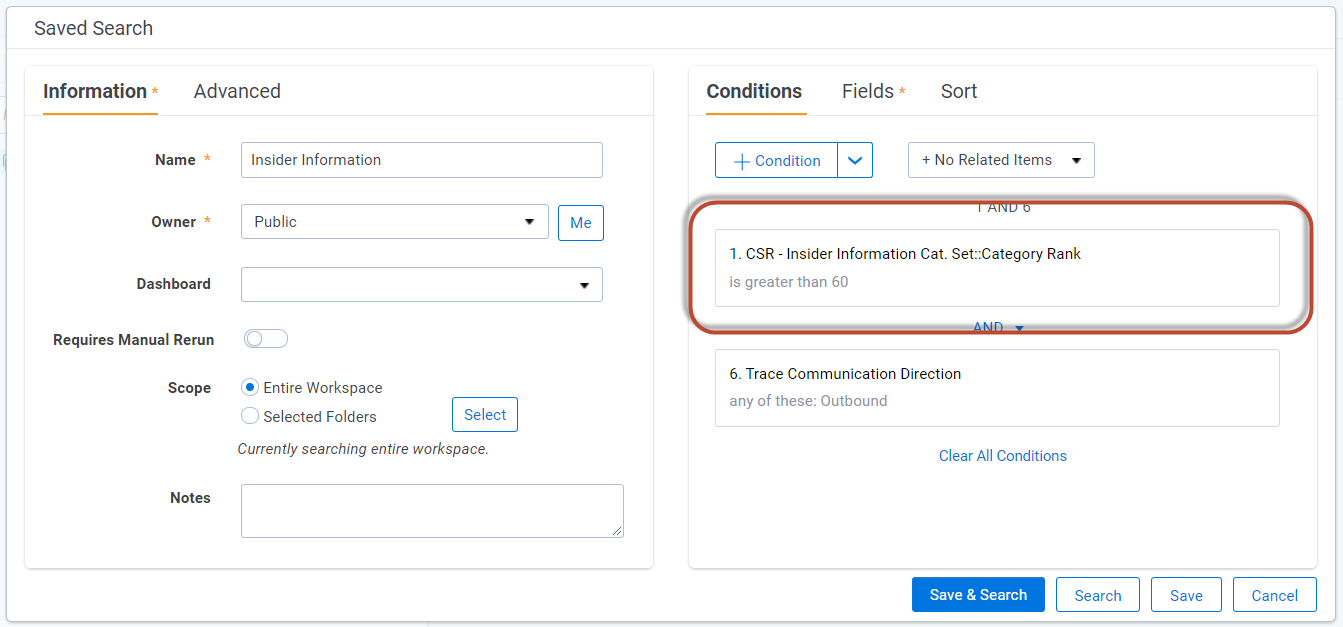 Saved Search
Information *
Advanced
Name *
Insider Information
Owner *
Public
Me
Dashboard
Requires Manual Rerun
Scope
Entire Workspace
Selected Folders
Select
Currently searching entire workspace.
Notes
Conditions
Fields *
Sort
+ Condition
+ No Related Items
1 AND 6
1. CSR - Insider Information Cat. Set::Category Rank
is greater than 60
AND
6. Trace Communication Direction
any of these: Outbound
Clear All Conditions
Save & Search
Search
Save
Cancel